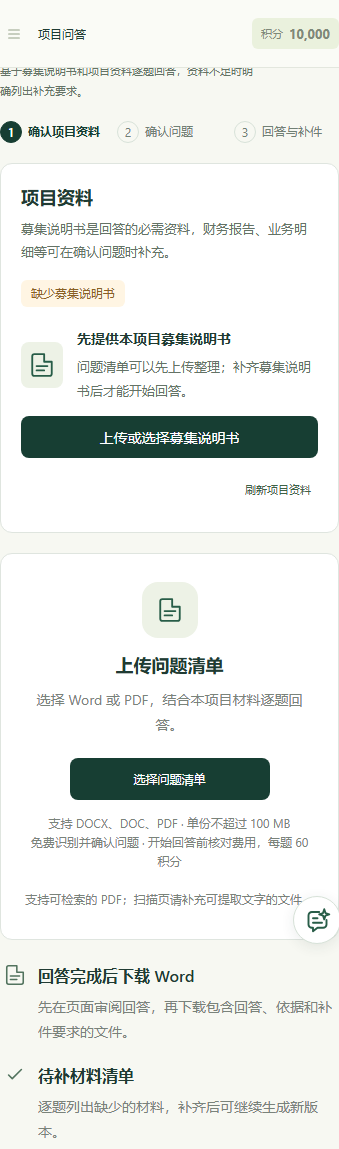 项目问答
积分 10,000
基于募集说明书和项目资料逐题回答，资料不足时明
确列出补充要求。
1 确认项目资料 2 确认问题 3 回答与补件
项目资料
募集说明书是回答的必需资料，财务报告、业务明
细等可在确认问题时补充。
缺少募集说明书
先提供本项目募集说明书
问题清单可以先上传整理；补齐募集说明
书后才能开始回答。
上传或选择募集说明书
刷新项目资料
上传问题清单
选择 Word 或 PDF，结合本项目材料逐题回
答。
选择问题清单
支持 DOCX、DOC、PDF · 单份不超过 100 MB
免费识别并确认问题 · 开始回答前核对费用，每题 60
积分
支持可检索的 PDF；扫描页请补充可提取文字的文件
回答完成后下载 Word
先在页面审阅回答，再下载包含回答、依据和补
件要求的文件。
待补材料清单
逐题列出缺少的材料，补齐后可继续生成新版
本。